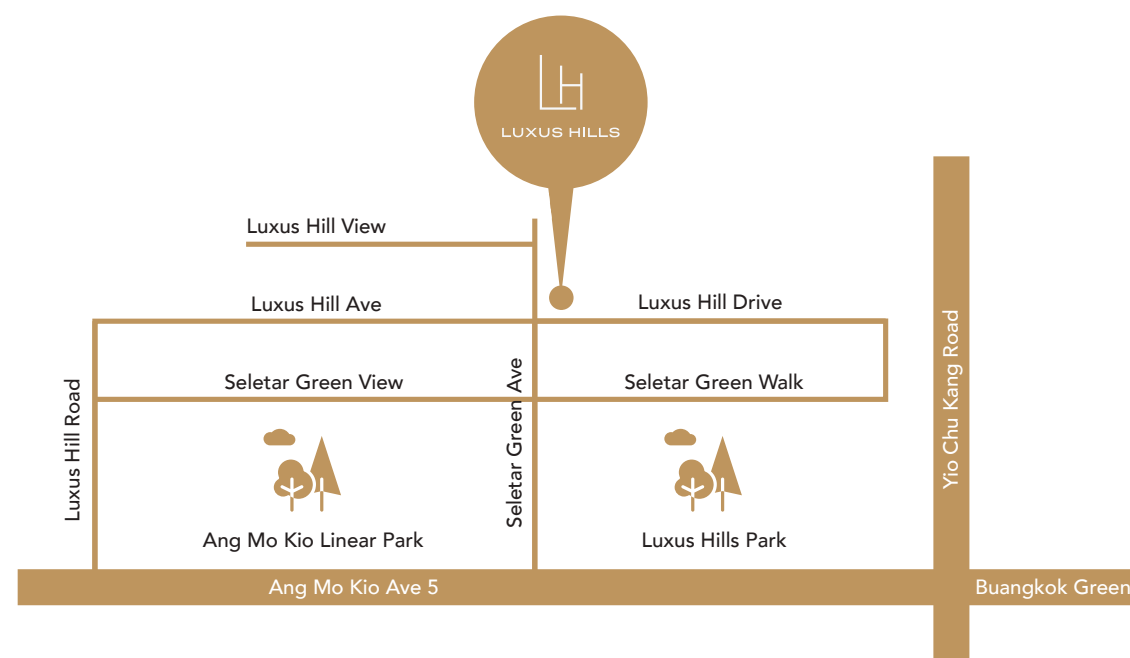 LH
LUXUS HILLS
Luxus Hill View
Luxus Hill Ave
Luxus Hill Drive
Seletar Green View
Seletar Green Walk
Luxus Hill Road
Seletar Green Ave
Yio Chu Kang Road
Ang Mo Kio Linear Park
Luxus Hills Park
Ang Mo Kio Ave 5
Buangkok Green